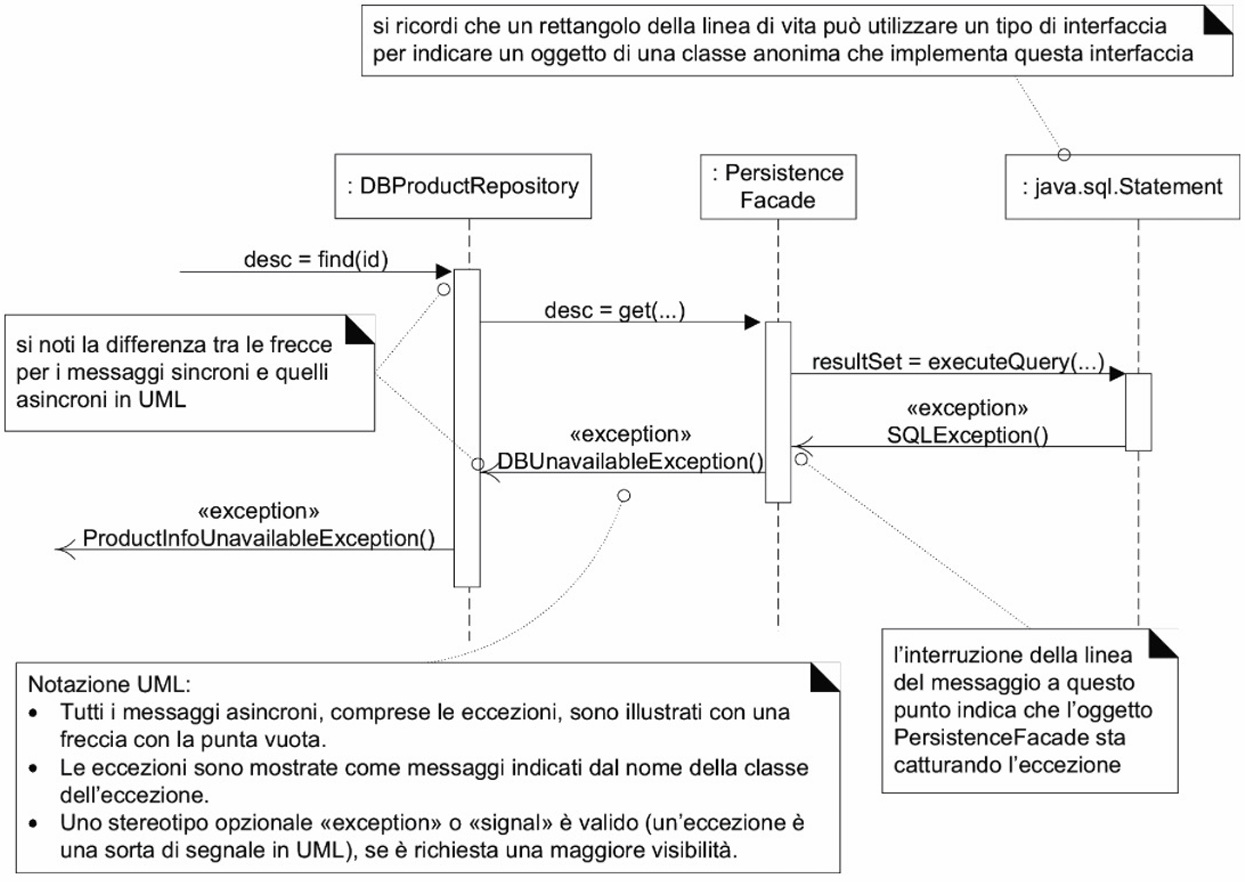 si ricordi che un rettangolo della linea di vita può utilizzare un tipo di interfaccia
per indicare un oggetto di una classe anonima che implementa questa interfaccia
: DBProductRepository
: Persistence
Facade
: java.sql.Statement
desc = find(id)
desc = get(...)
si noti la differenza tra le frecce
per i messaggi sincroni e quelli
asincroni in UML
resultSet = executeQuery(...)
«exception»
SQLException()
«exception»
DBUnavailableException()
«exception»
ProductInfoUnavailableException()
l'interruzione della linea
del messaggio a questo
punto indica che l'oggetto
PersistenceFacade sta
catturando l'eccezione
Notazione UML:
• Tutti i messaggi asincroni, comprese le eccezioni, sono illustrati con una
freccia con la punta vuota.
• Le eccezioni sono mostrate come messaggi indicati dal nome della classe
dell'eccezione.
• Uno stereotipo opzionale «exception» o «signal» è valido (un'eccezione è
una sorta di segnale in UML), se è richiesta una maggiore visibilità.